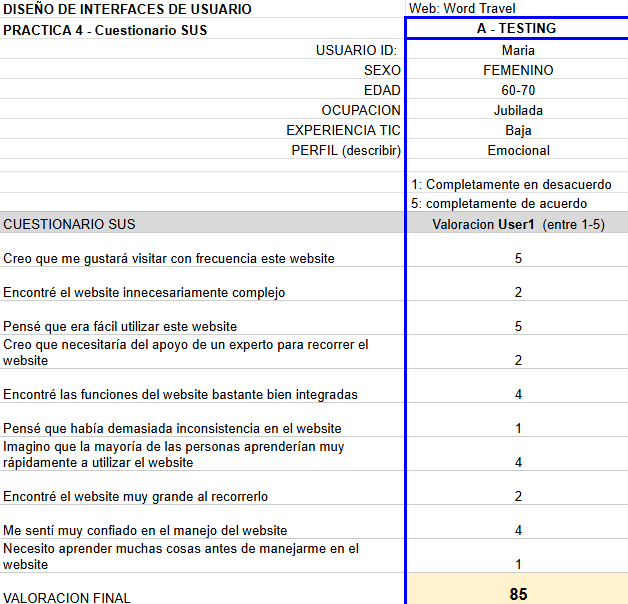 DISEÑO DE INTERFACES DE USUARIO Web: Word Travel
PRACTICA 4 - Cuestionario SUS A - TESTING
USUARIO ID: Maria
SEXO FEMENINO
EDAD 60-70
OCUPACION Jubilada
EXPERIENCIA TIC Baja
PERFIL (describir) Emocional
1: Completamente en desacuerdo
5: completamente de acuerdo
CUESTIONARIO SUS Valoracion User1 (entre 1-5)
Creo que me gustará visitar con frecuencia este website 5
Encontré el website innecesariamente complejo 2
Pensé que era fácil utilizar este website 5
Creo que necesitaría del apoyo de un experto para recorrer el
website 2
Encontré las funciones del website bastante bien integradas 4
Pensé que había demasiada inconsistencia en el website 1
Imagino que la mayoría de las personas aprenderían muy
rápidamente a utilizar el website 4
Encontré el website muy grande al recorrerlo 2
Me sentí muy confiado en el manejo del website 4
Necesito aprender muchas cosas antes de manejarme en el
website 1
VALORACION FINAL 85